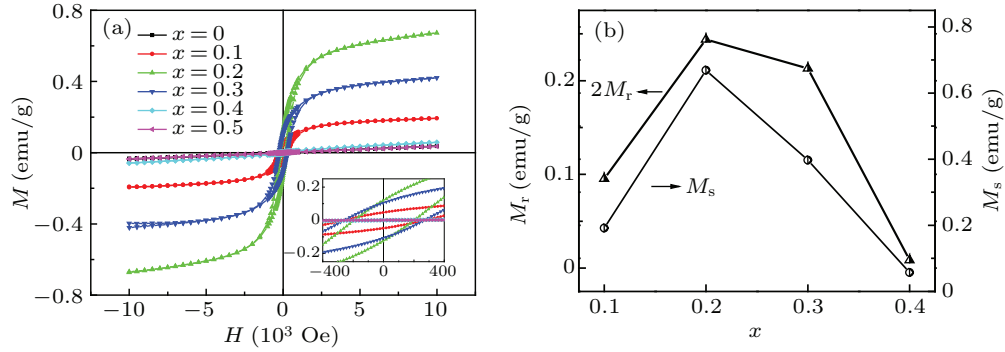 (a)
x=0
x=0.1
x=0.2
x=0.3
x=0.4
x=0.5
M (emu/g)
0.8
0.4
0
−0.4
−0.8
−10
−5
0
5
10
H (10³ Oe)
0.2
0
−0.2
−400
0
400
(b)
2Mr
Ms
Mr (emu/g)
0.2
0.1
0
Ms (emu/g)
0.8
0.6
0.4
0.2
0
0.1
0.2
0.3
0.4
x